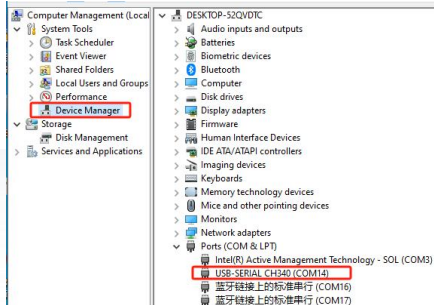 Computer Management (Local
System Tools
Task Scheduler
Event Viewer
Shared Folders
Local Users and Groups
Performance
Device Manager
Storage
Disk Management
Services and Applications
DESKTOP-52QVDTC
Audio inputs and outputs
Batteries
Biometric devices
Bluetooth
Computer
Disk drives
Display adapters
Firmware
Human Interface Devices
IDE ATA/ATAPI controllers
Imaging devices
Keyboards
Memory technology devices
Mice and other pointing devices
Monitors
Network adapters
Ports (COM & LPT)
Intel(R) Active Management Technology - SOL (COM3)
USB-SERIAL CH340 (COM14)
蓝牙链接上的标准串行 (COM16)
蓝牙链接上的标准串行 (COM17)